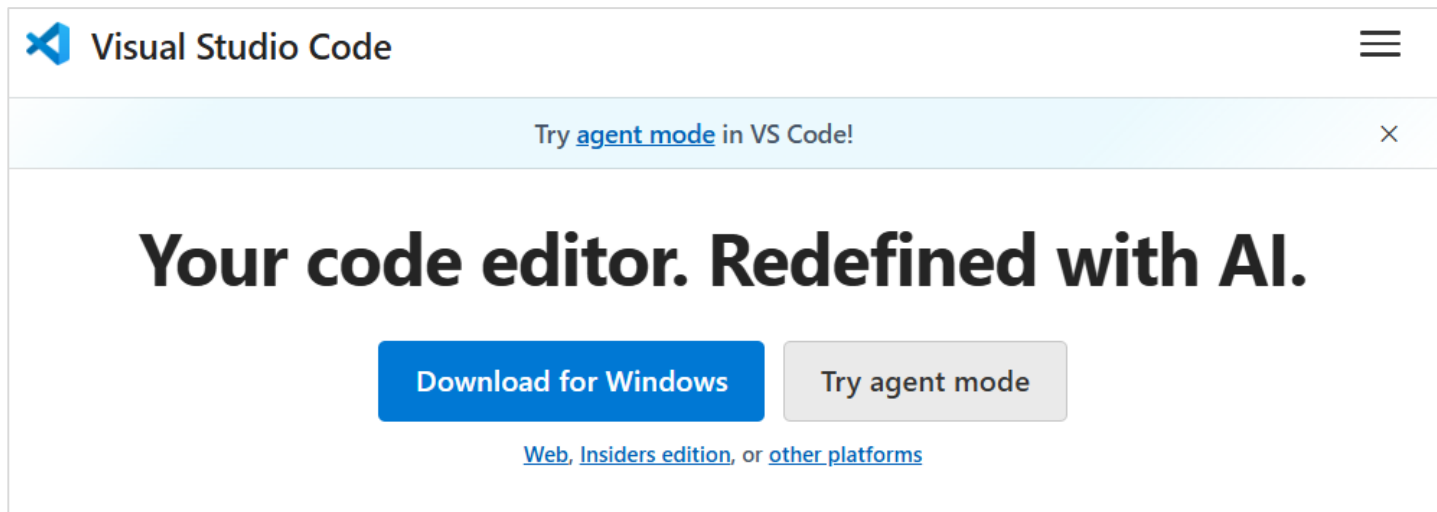 Visual Studio Code
Try agent mode in VS Code!
Your code editor. Redefined with AI.
Download for Windows
Try agent mode
Web, Insiders edition, or other platforms